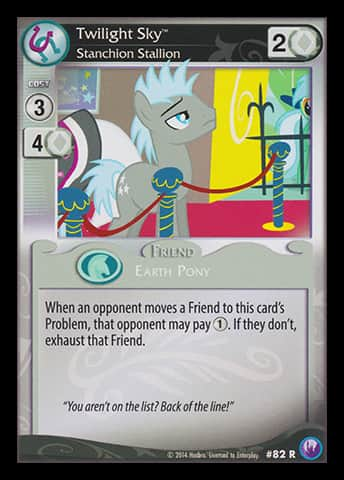 Twilight Sky™
Stanchion Stallion
2
COST
3
4
FRIEND
EARTH PONY
When an opponent moves a Friend to this card's
Problem, that opponent may pay 1. If they don't,
exhaust that Friend.
"You aren't on the list? Back of the line!"
© 2014 Hasbro. Licensed to Enterplay.
#82 R